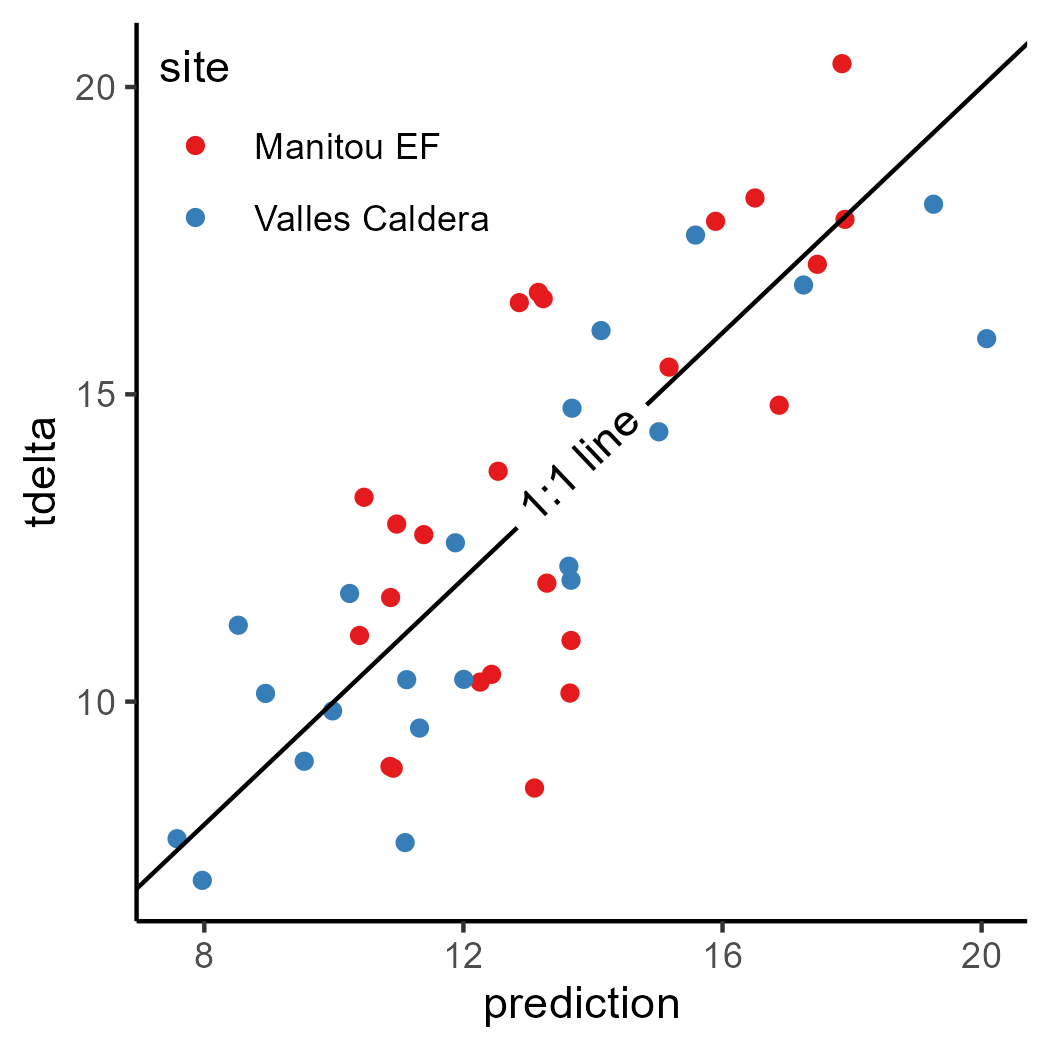 site
Manitou EF
Valles Caldera
20
15
10
tdelta
1:1 line
8 12 16 20
prediction